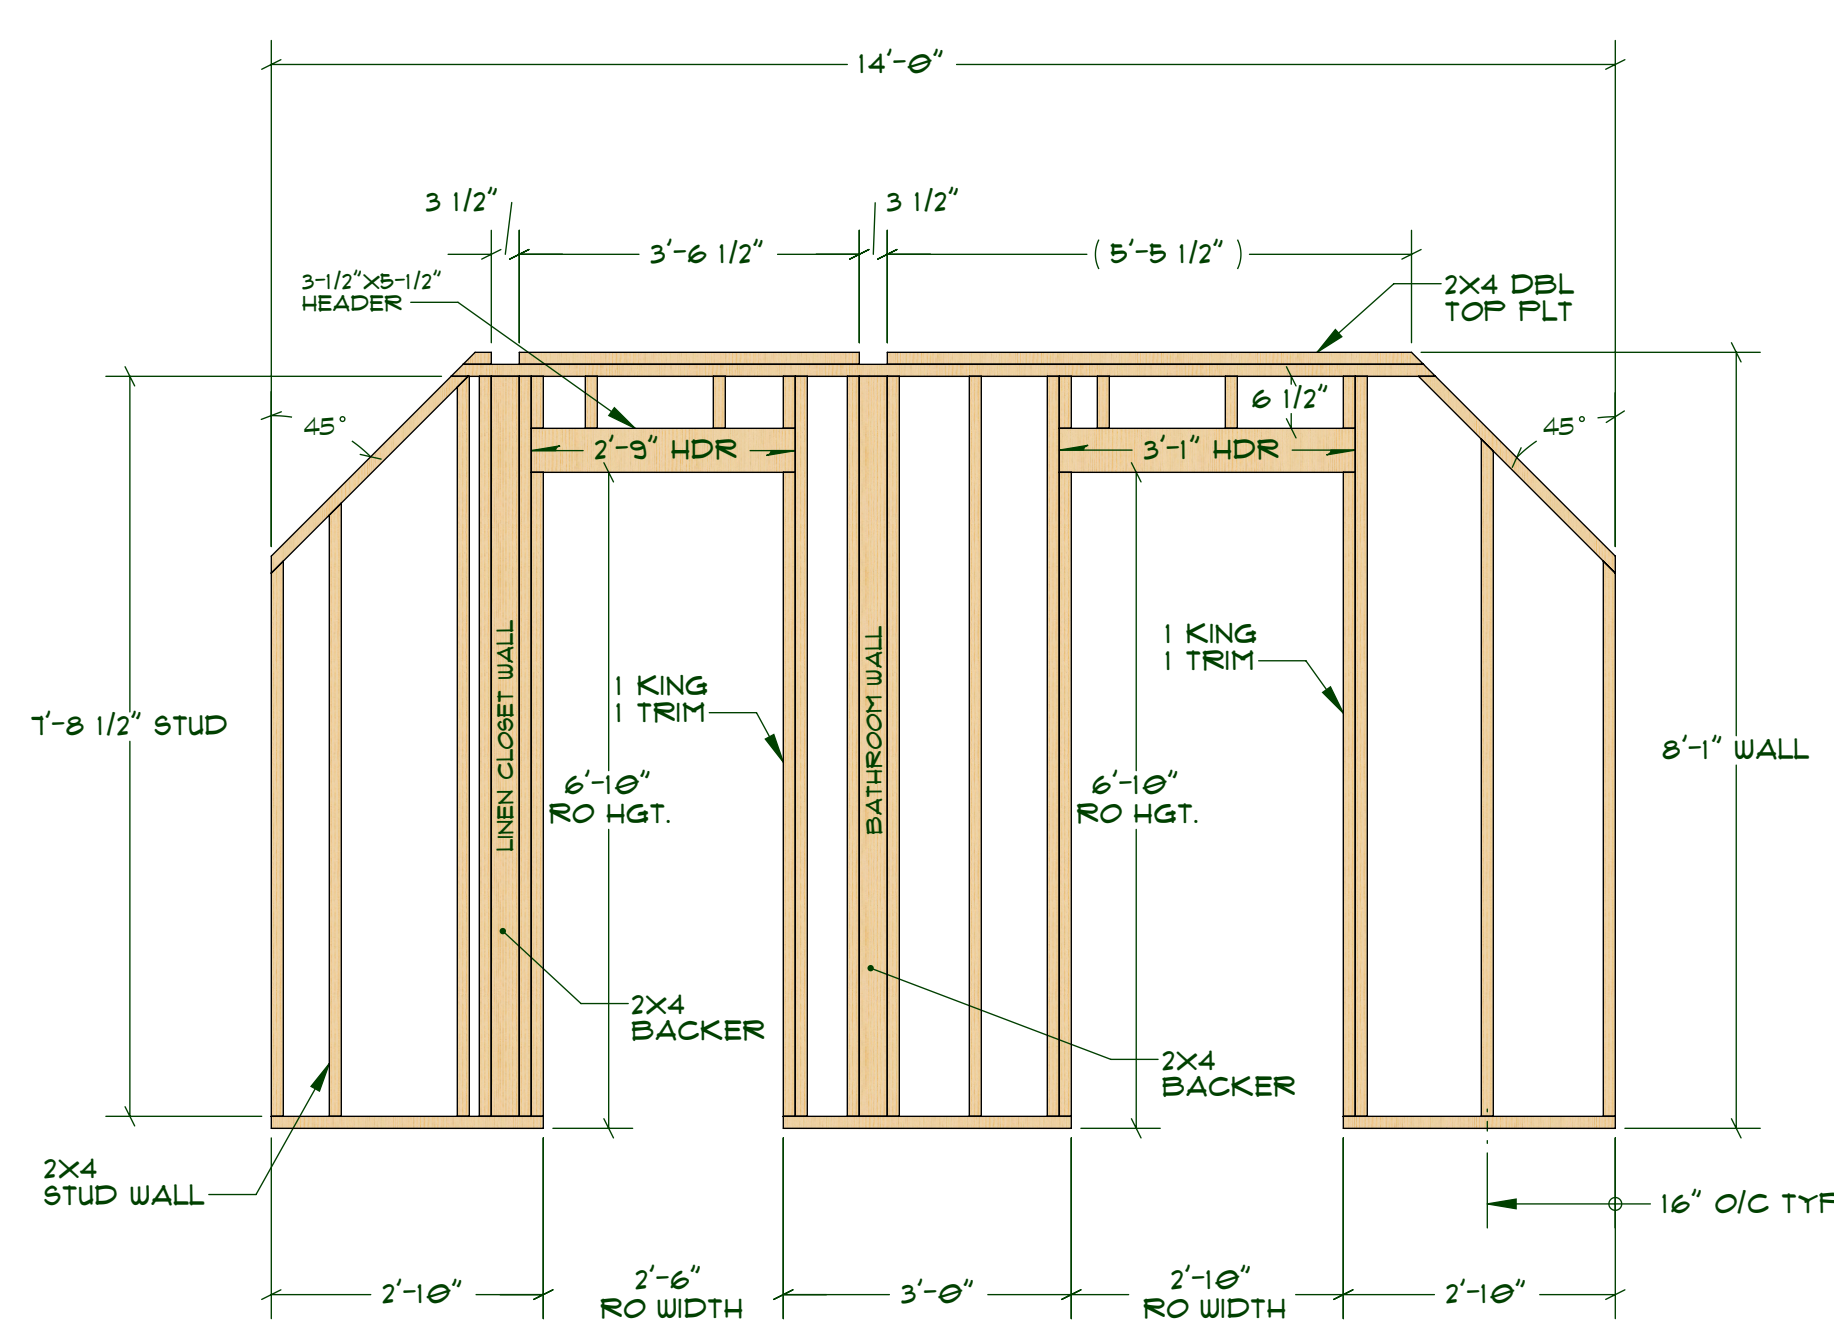 14'-0"
3 1/2"
3 1/2"
3'-6 1/2"
( 5'-5 1/2" )
3-1/2"X5-1/2"
HEADER
2X4 DBL
TOP PLT
6 1/2"
45°
45°
2'-9" HDR
3'-1" HDR
LINEN CLOSET WALL
BATHROOM WALL
1 KING
1 TRIM
1 KING
1 TRIM
7'-8 1/2" STUD
8'-1" WALL
6'-10"
RO HGT.
6'-10"
RO HGT.
2X4
BACKER
2X4
BACKER
2X4
STUD WALL
16" O/C TYP
2'-10"
2'-6"
RO WIDTH
3'-0"
2'-10"
RO WIDTH
2'-10"